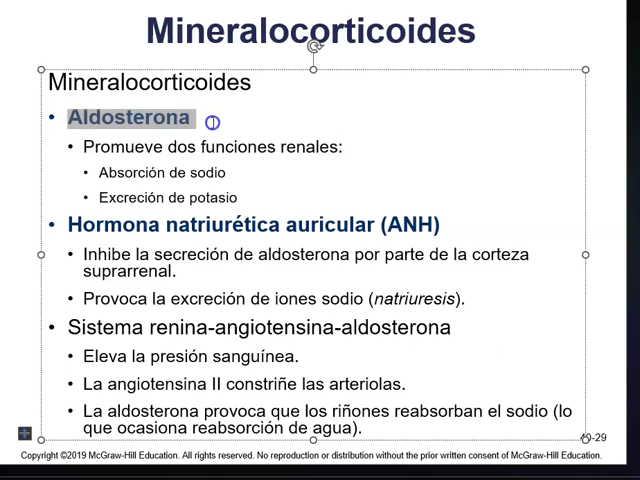 Mineralocorticoides
Mineralocorticoides
• Aldosterona
• Promueve dos funciones renales:
• Absorción de sodio
• Excreción de potasio
• Hormona natriurética auricular (ANH)
• Inhibe la secreción de aldosterona por parte de la corteza
suprarrenal.
• Provoca la excreción de iones sodio (natriuresis).
• Sistema renina-angiotensina-aldosterona
• Eleva la presión sanguínea.
• La angiotensina II constriñe las arteriolas.
• La aldosterona provoca que los riñones reabsorban el sodio (lo
que ocasiona reabsorción de agua).
Copyright ©2019 McGraw-Hill Education. All rights reserved. No reproduction or distribution without the prior written consent of McGraw-Hill Education.